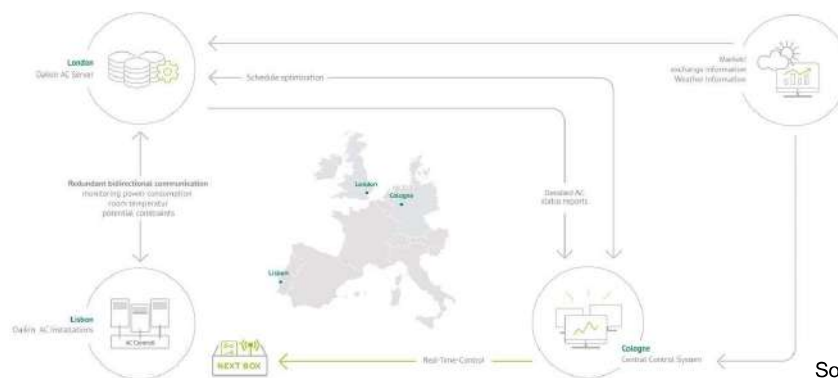 London
Daikin AC Server
Schedule optimisation
Market/
exchange information
Weather Information
Redundant bidirectional communication
monitoring power consumption
room temperatur
potential constraints
London
Cologne
Lisbon
Detailed AC
status reports
Lisbon
Daikin AC Installations
AC Controll
NEXT BOX
Real-Time-Control
Cologne
Central Control System
So